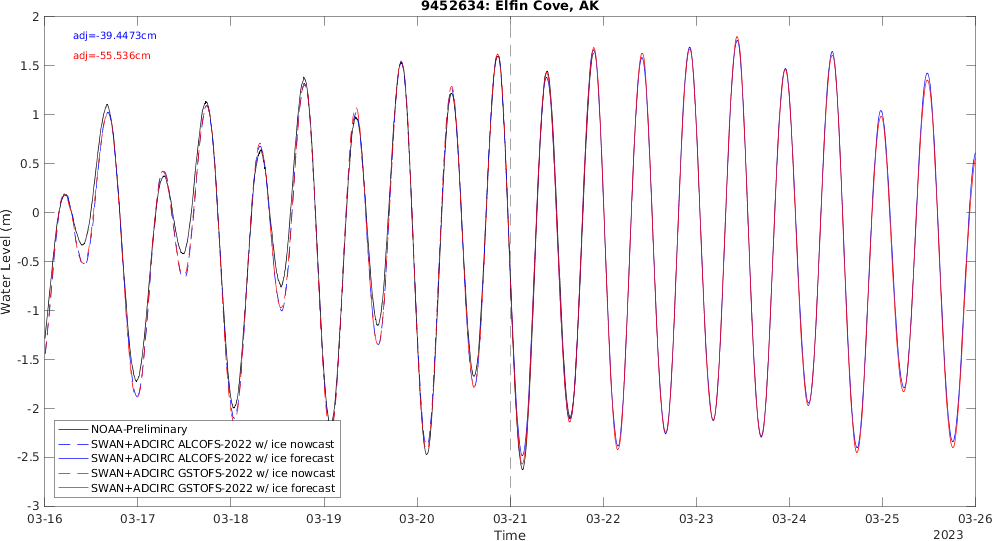 9452634: Elfin Cove, AK
adj=-39.4473cm
adj=-55.536cm
Water Level (m)
2
1.5
1
0.5
0
-0.5
-1
-1.5
-2
-2.5
-3
NOAA-Preliminary
SWAN+ADCIRC ALCOFS-2022 w/ ice nowcast
SWAN+ADCIRC ALCOFS-2022 w/ ice forecast
SWAN+ADCIRC GSTOFS-2022 w/ ice nowcast
SWAN+ADCIRC GSTOFS-2022 w/ ice forecast
03-16 03-17 03-18 03-19 03-20 03-21 03-22 03-23 03-24 03-25 03-26
Time
2023